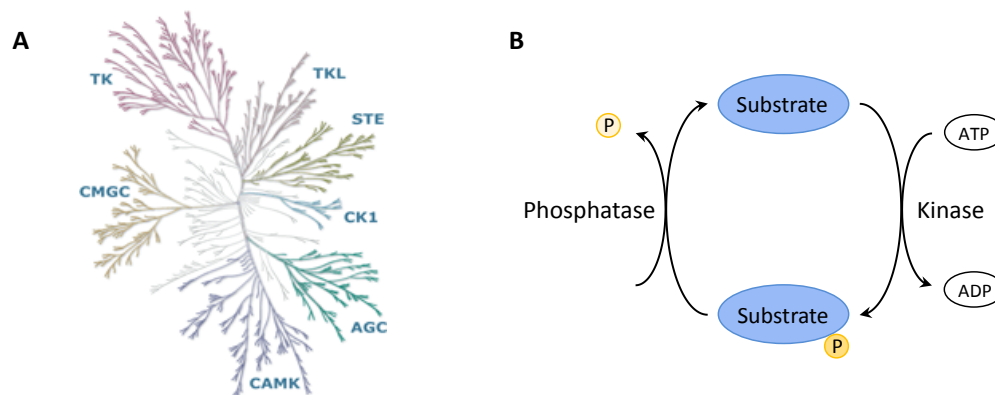 A
TK
TKL
STE
CMGC
CK1
AGC
CAMK
B
Substrate
P
ATP
Phosphatase
Kinase
ADP
Substrate
P